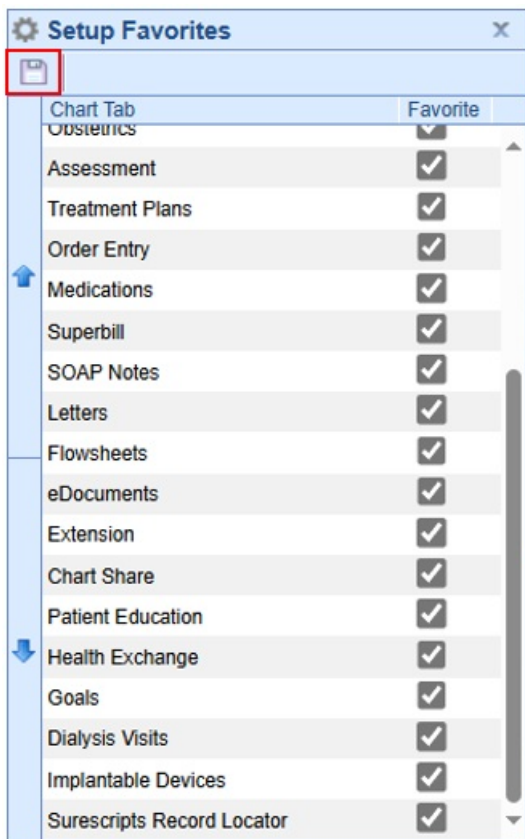 Setup Favorites
Chart Tab Favorite
Obstetrics
Assessment
Treatment Plans
Order Entry
Medications
Superbill
SOAP Notes
Letters
Flowsheets
eDocuments
Extension
Chart Share
Patient Education
Health Exchange
Goals
Dialysis Visits
Implantable Devices
Surescripts Record Locator